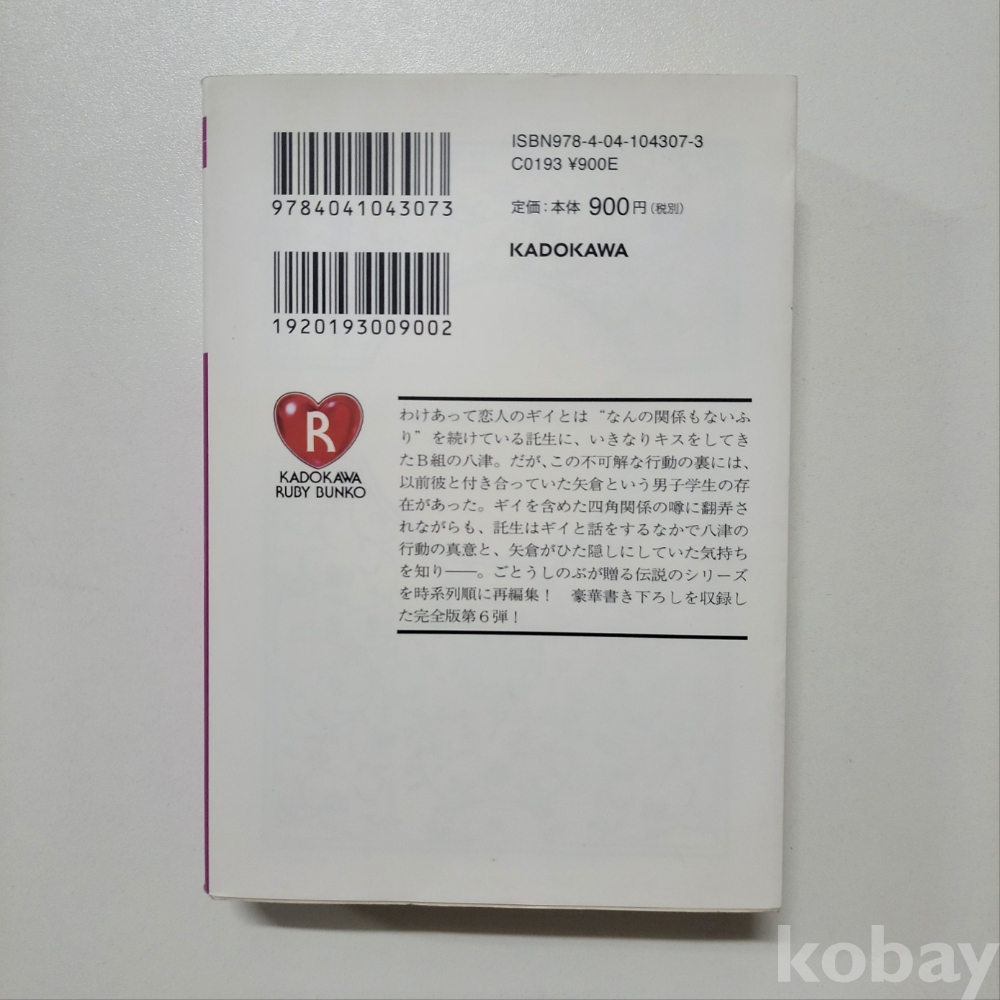 9784041043073
ISBN978-4-04-104307-3
C0193 ¥900E
定価:本体 900円(税別)
KADOKAWA
1920193009002
R
KADOKAWA
RUBY BUNKO
わけあって恋人のギイとは“なんの関係もないふ
り”を続けている託生に、いきなりキスをしてき
たB組の八津。だが、この不可解な行動の裏には、
以前彼と付き合っていた矢倉という男子学生の存
在があった。ギイを含めた四角関係の噂に翻弄さ
れながらも、託生はギイと話をするなかで八津の
行動の真意と、矢倉がひた隠しにしていた気持ち
を知り――。ごとうしのぶが贈る伝説のシリーズ
を時系列順に再編集! 豪華書き下ろしを収録し
た完全版第6弾!
kobay